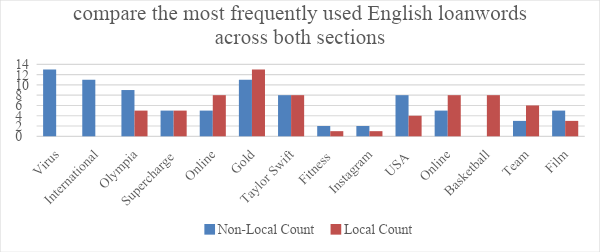 compare the most frequently used English loanwords
across both sections
14
12
10
8
6
4
2
0
Virus
International
Olympia
Supercharge
Online
Gold
Taylor Swift
Fitness
Instagram
USA
Online
Basketball
Team
Film
Non-Local Count
Local Count